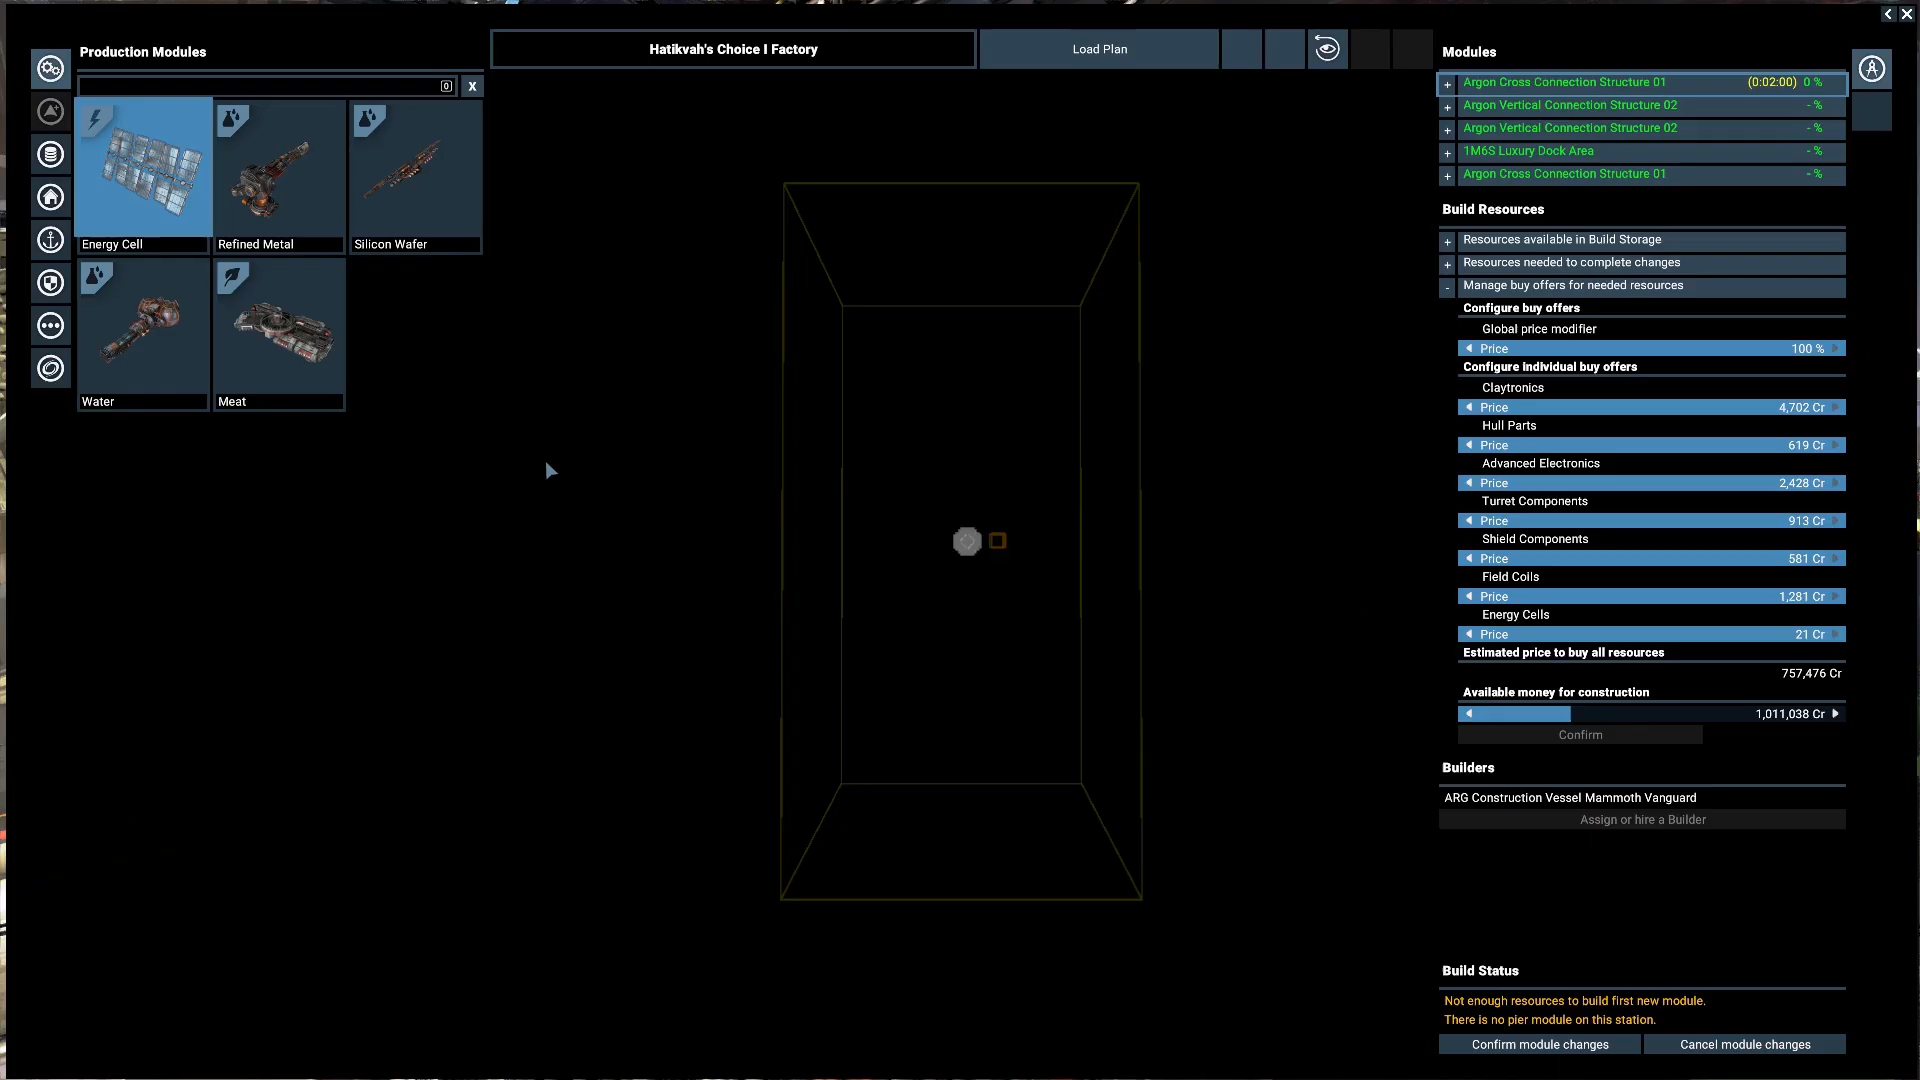 Production Modules
0
X
Energy Cell
Refined Metal
Silicon Wafer
Water
Meat
Hatikvah's Choice I Factory
Load Plan
Modules
+ Argon Cross Connection Structure 01 (0:02:00) 0 %
+ Argon Vertical Connection Structure 02 - %
+ Argon Vertical Connection Structure 02 - %
+ 1M6S Luxury Dock Area - %
+ Argon Cross Connection Structure 01 - %
Build Resources
+ Resources available in Build Storage
+ Resources needed to complete changes
- Manage buy offers for needed resources
Configure buy offers
Global price modifier
Price 100 %
Configure individual buy offers
Claytronics
Price 4,702 Cr
Hull Parts
Price 619 Cr
Advanced Electronics
Price 2,428 Cr
Turret Components
Price 913 Cr
Shield Components
Price 581 Cr
Field Coils
Price 1,281 Cr
Energy Cells
Price 21 Cr
Estimated price to buy all resources
757,476 Cr
Available money for construction
1,011,038 Cr
Confirm
Builders
ARG Construction Vessel Mammoth Vanguard
Assign or hire a Builder
Build Status
Not enough resources to build first new module.
There is no pier module on this station.
Confirm module changes
Cancel module changes